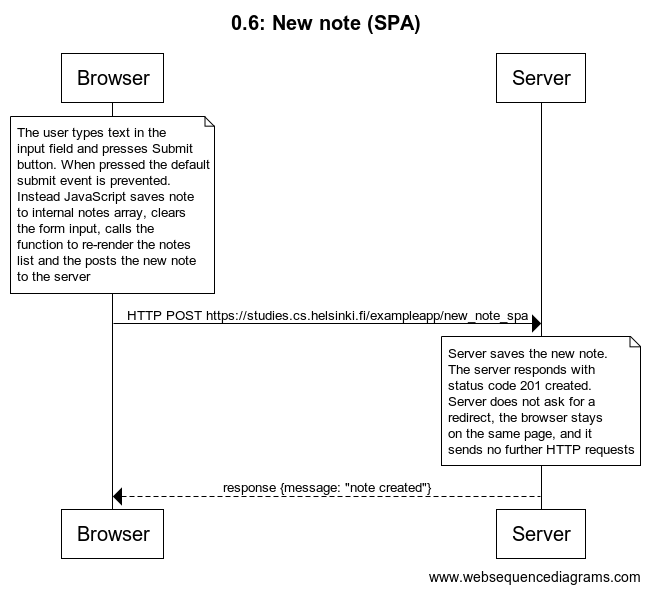 0.6: New note (SPA)
Browser
Server
The user types text in the
input field and presses Submit
button. When pressed the default
submit event is prevented.
Instead JavaScript saves note
to internal notes array, clears
the form input, calls the
function to re-render the notes
list and the posts the new note
to the server
HTTP POST https://studies.cs.helsinki.fi/exampleapp/new_note_spa
Server saves the new note.
The server responds with
status code 201 created.
Server does not ask for a
redirect, the browser stays
on the same page, and it
sends no further HTTP requests
response {message: "note created"}
Browser
Server
www.websequencediagrams.com